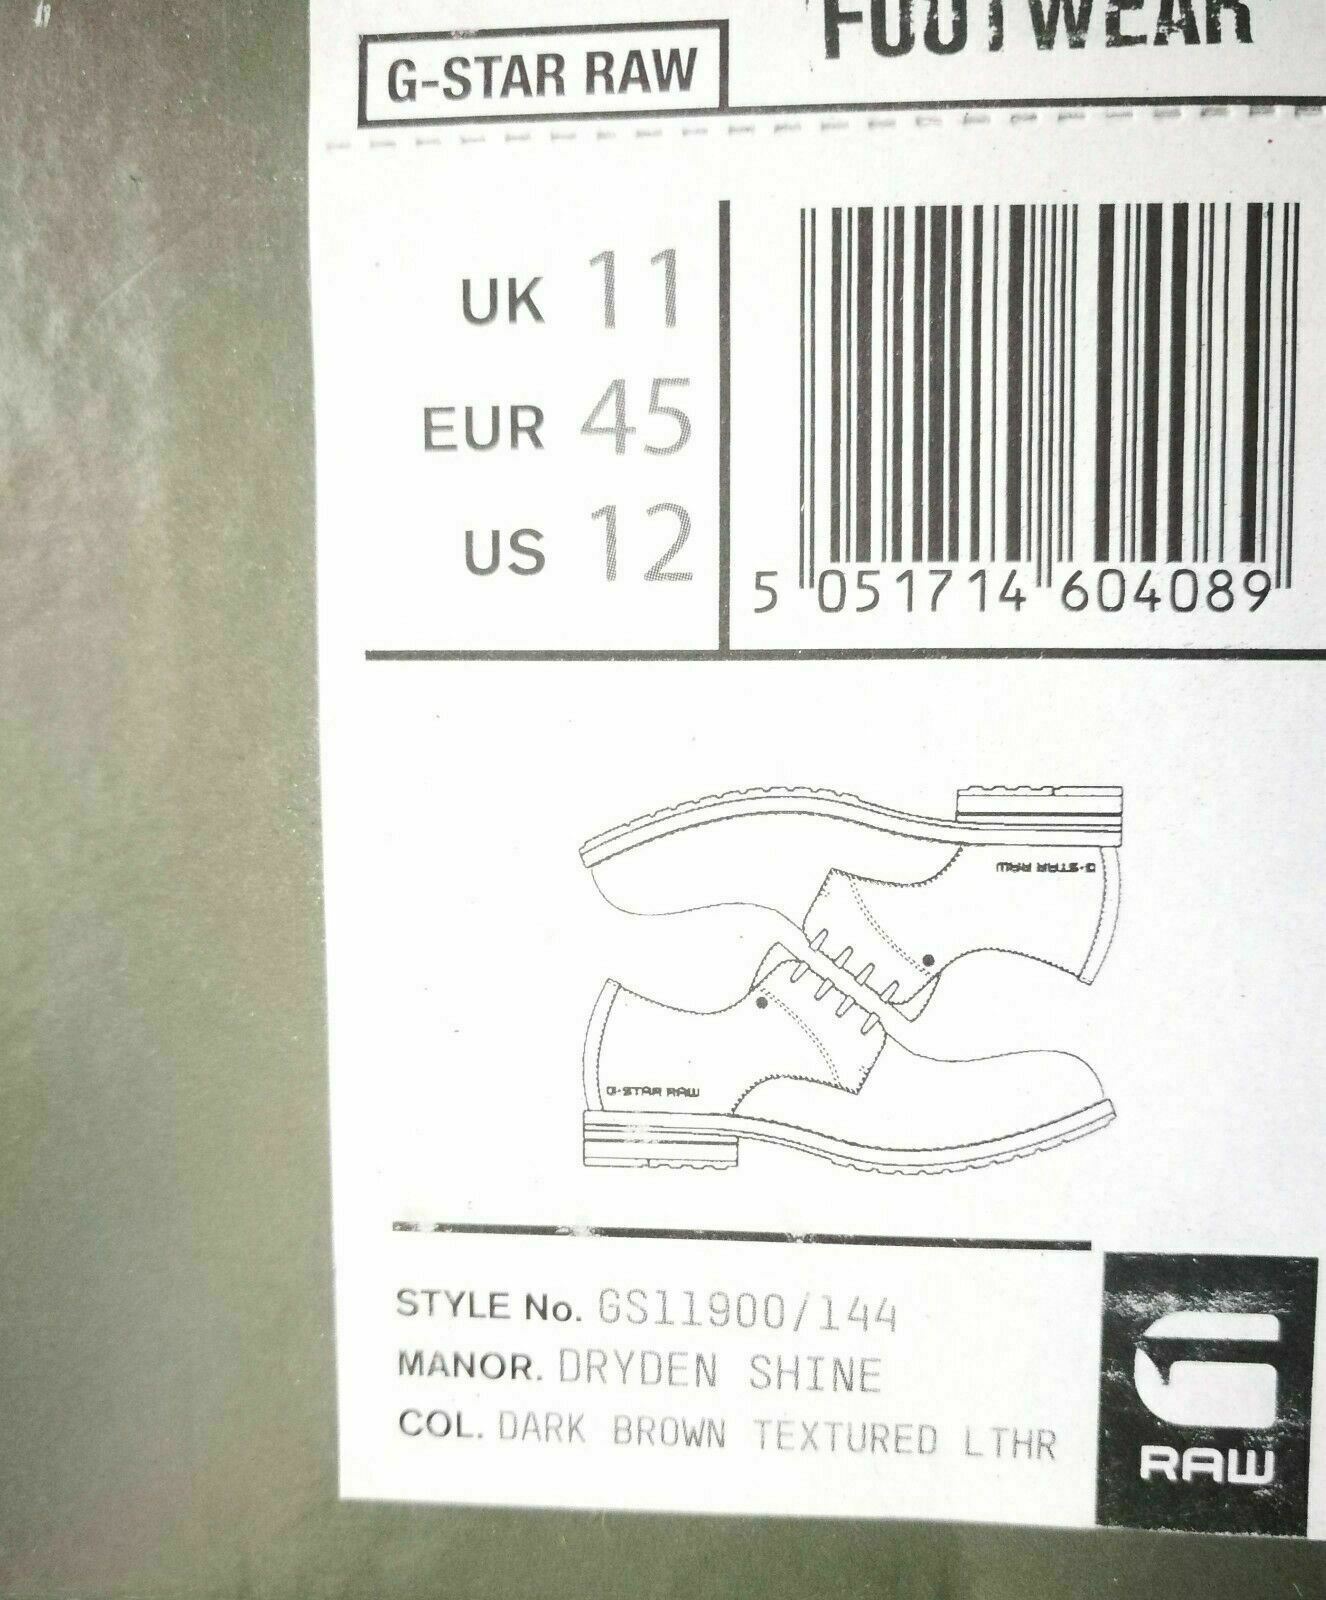 FOOTWEAR
G-STAR RAW
UK 11
EUR 45
US 12
5 051714 604089
G-STAR RAW
G-STAR RAW
STYLE No. GS11900/144
MANOR. DRYDEN SHINE
COL. DARK BROWN TEXTURED LTHR
RAW